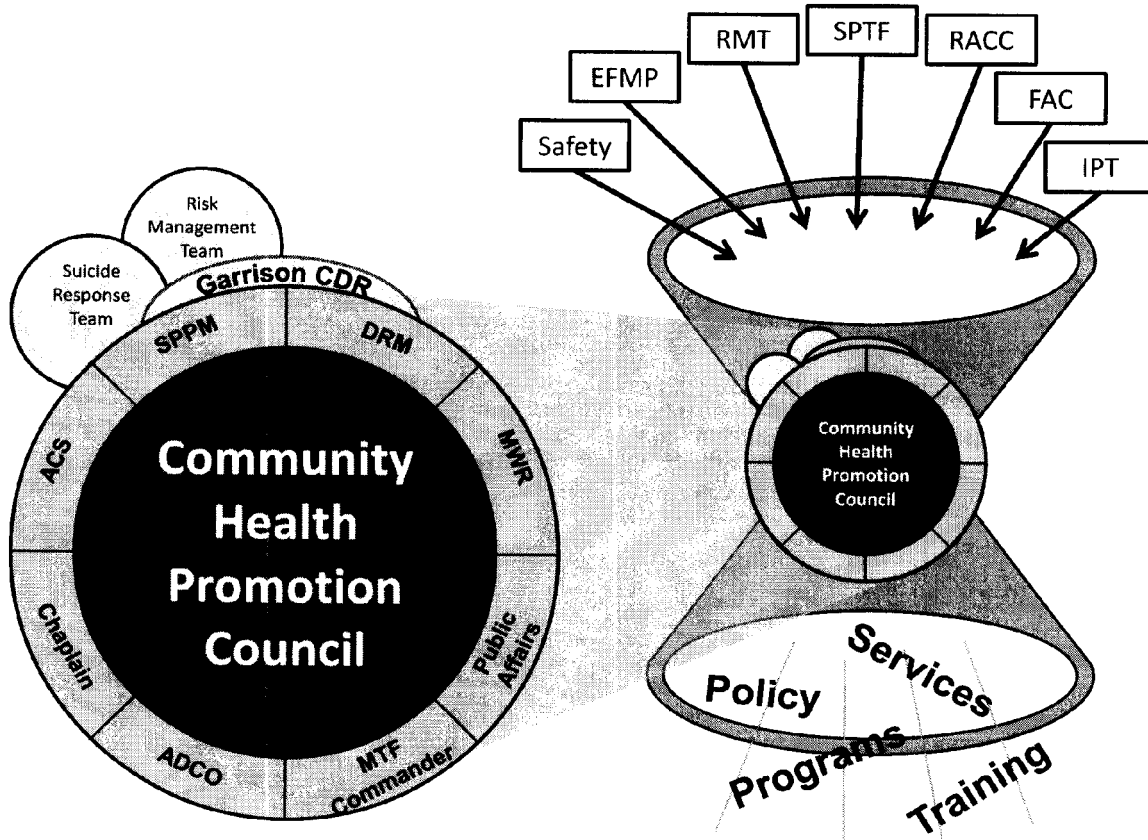 RMT
SPTF
RACC
EFMP
FAC
Safety
IPT
Risk
Management
Team
Suicide
Response
Team
Garrison CDR
SPPM
DRM
ACS
MWR
Community
Health
Promotion
Council
Chaplain
Public
Affairs
ADCO
MTF
Commander
Community
Health
Promotion
Council
Services
Policy
Programs
Training